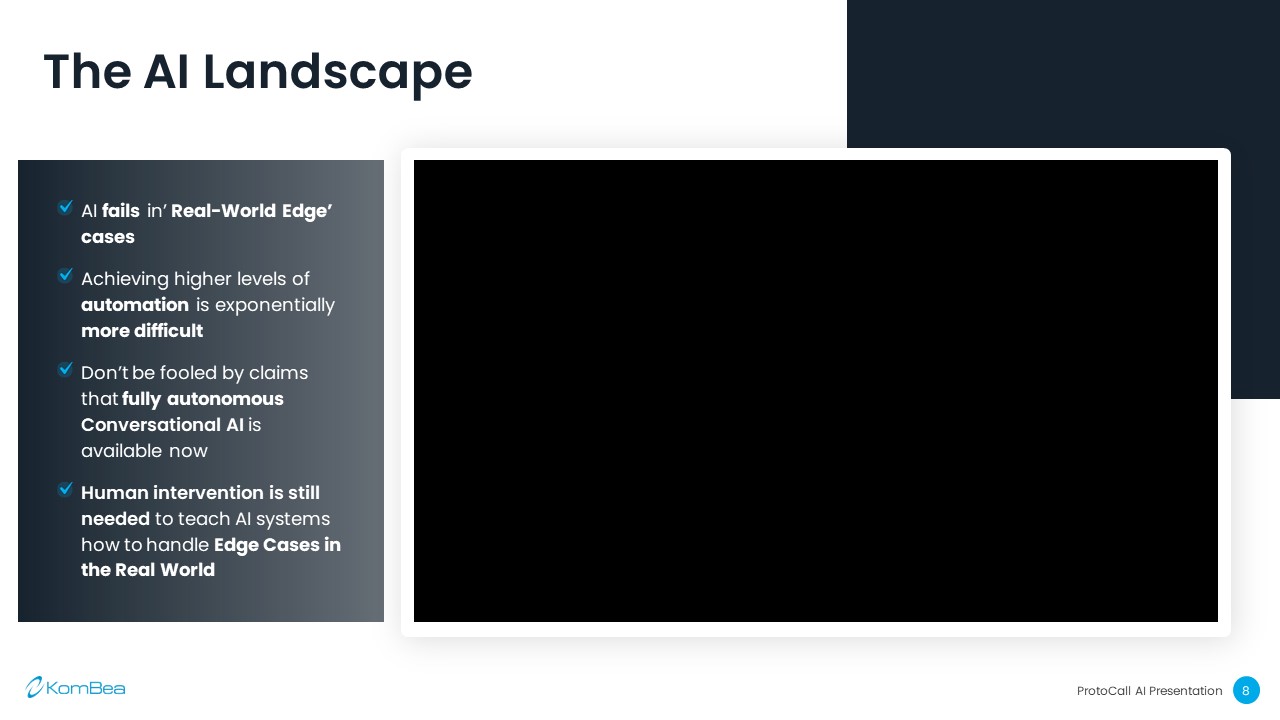 The AI Landscape
AI fails in’ Real-World Edge’
cases
Achieving higher levels of
automation is exponentially
more difficult
Don’t be fooled by claims
that fully autonomous
Conversational AI is
available now
Human intervention is still
needed to teach AI systems
how to handle Edge Cases in
the Real World
KomBea
ProtoCall AI Presentation 8